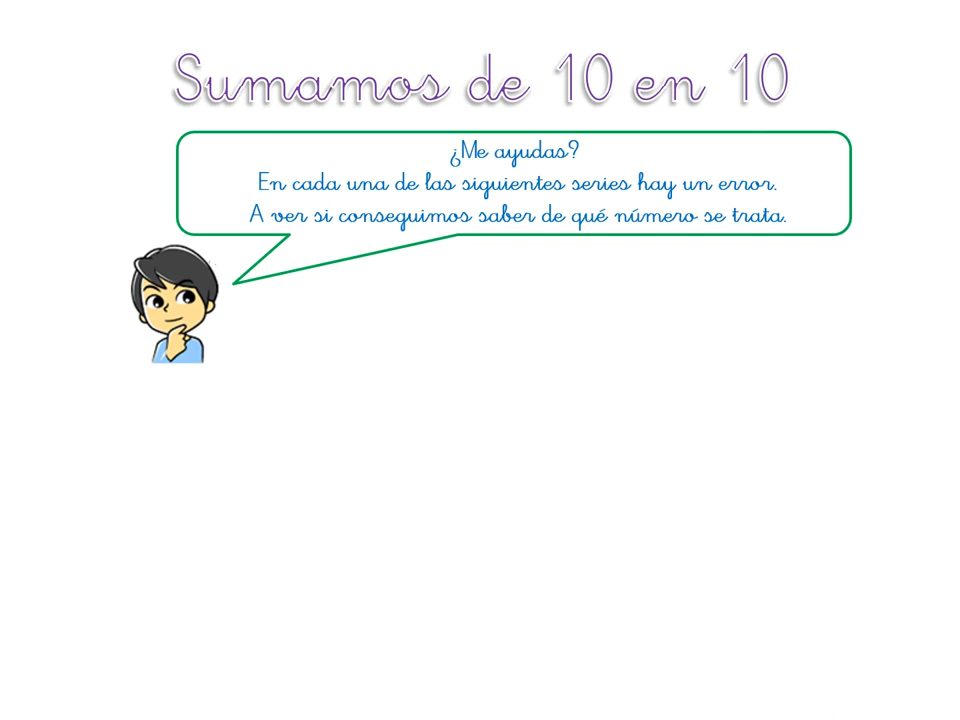 Sumamos de 10 en 10
¿Me ayudas?
En cada una de las siguientes series hay un error.
A ver si conseguimos saber de qué número se trata.